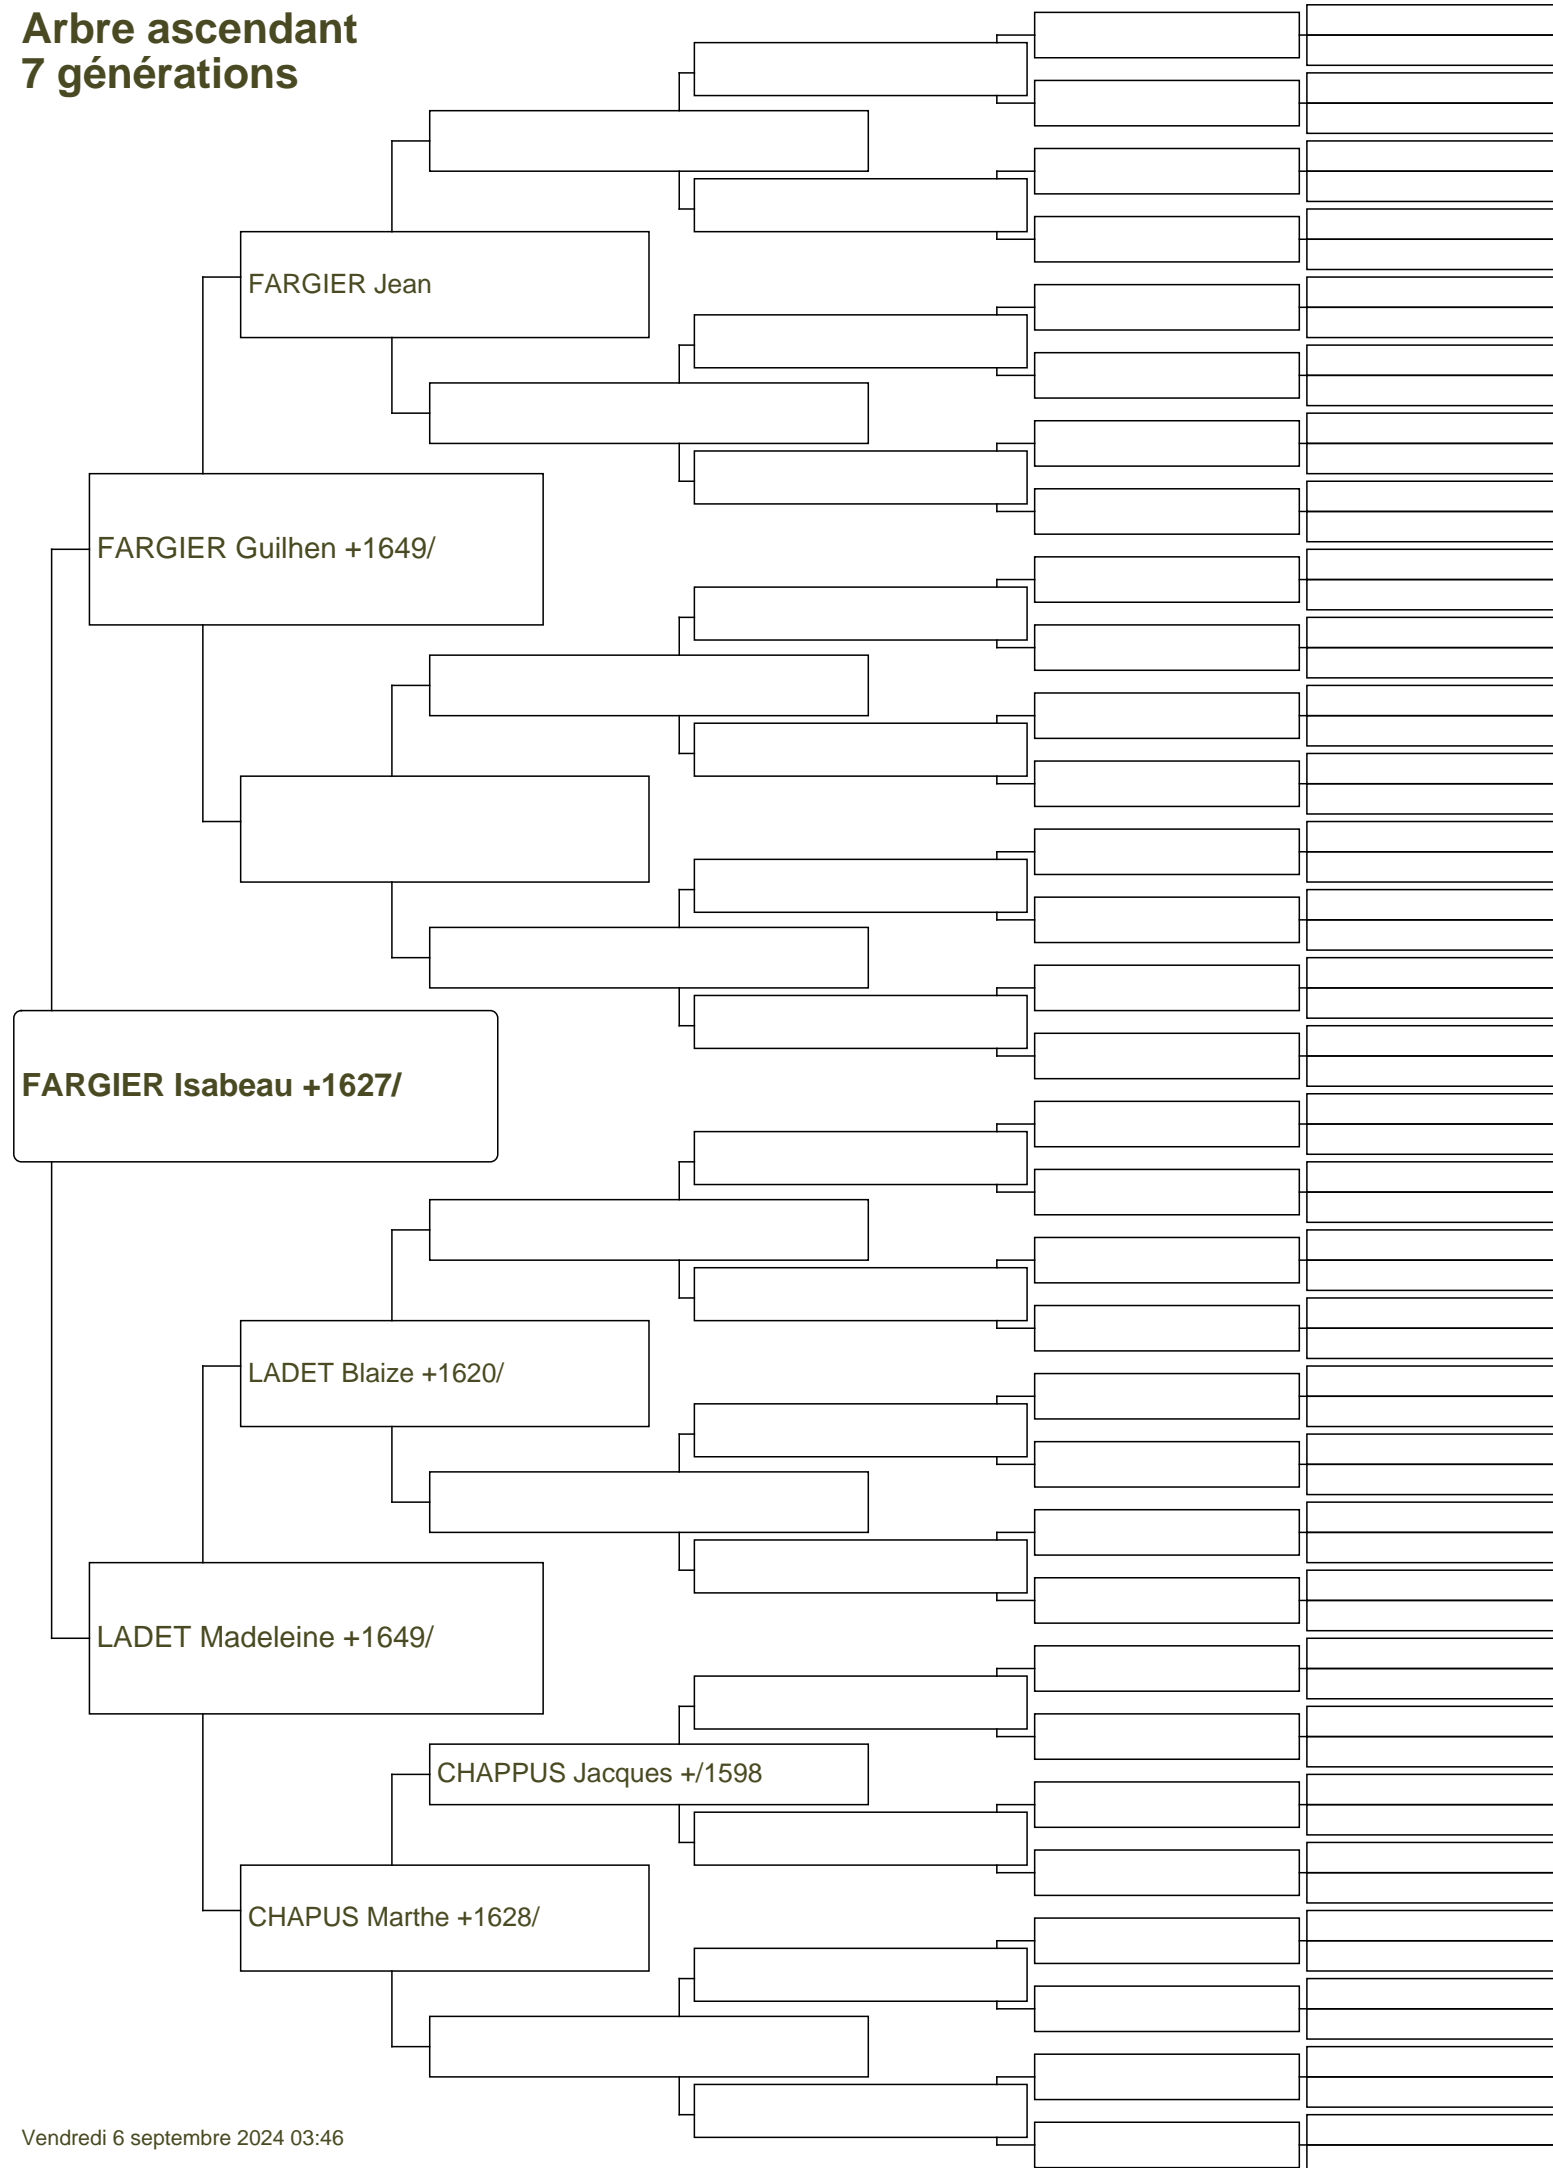 Arbre ascendant
7 générations
FARGIER Jean
FARGIER Guilhen +1649/
FARGIER Isabeau +1627/
LADET Blaize +1620/
LADET Madeleine +1649/
CHAPPUS Jacques +/1598
CHAPUS Marthe +1628/
Vendredi 6 septembre 2024 03:46